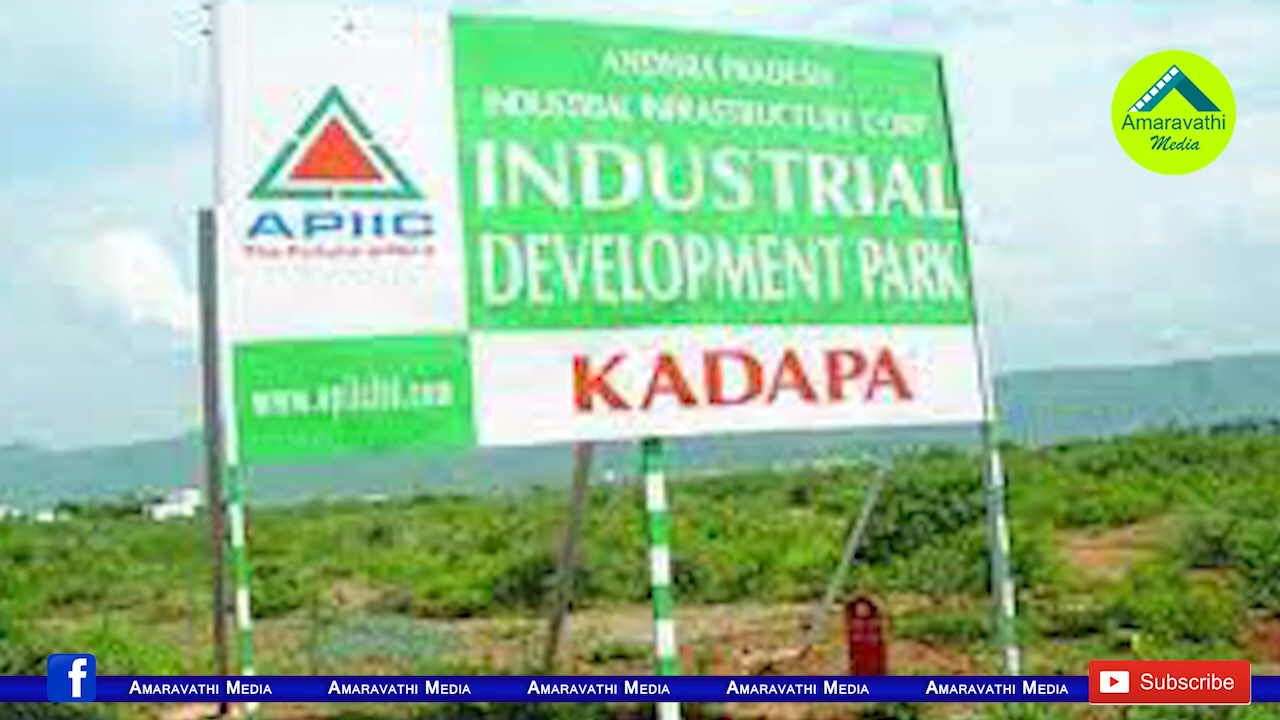 ANDHRA PRADESH
INDUSTRIAL INFRASTRUCTURE CORP
INDUSTRIAL
DEVELOPMENT PARK
KADAPA
APIIC
Amaravathi
Media
f
AMARAVATHI MEDIA AMARAVATHI MEDIA AMARAVATHI MEDIA AMARAVATHI MEDIA AMARAVATHI MEDIA
Subscribe